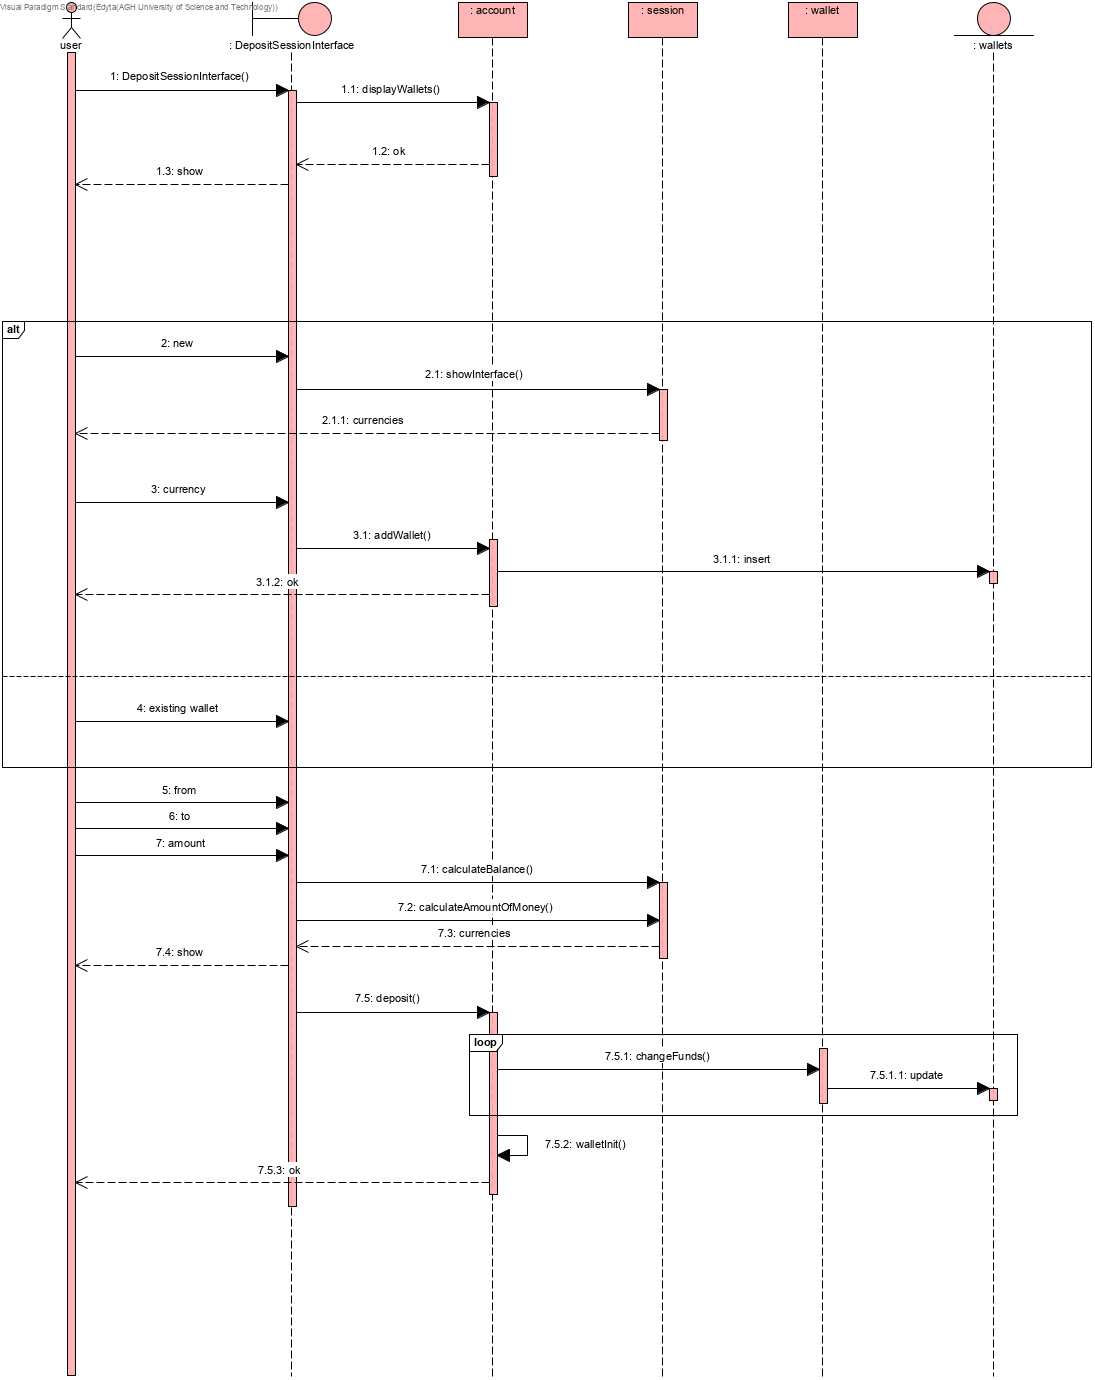 Visual Paradigm Standard(Edyta(AGH University of Science and Technology))
: account
: session
: wallet
user
: DepositSessionInterface
: wallets
1: DepositSessionInterface()
1.1: displayWallets()
1.2: ok
1.3: show
alt
2: new
2.1: showInterface()
2.1.1: currencies
3: currency
3.1: addWallet()
3.1.1: insert
3.1.2: ok
4: existing wallet
5: from
6: to
7: amount
7.1: calculateBalance()
7.2: calculateAmountOfMoney()
7.3: currencies
7.4: show
7.5: deposit()
loop
7.5.1: changeFunds()
7.5.1.1: update
7.5.2: walletInit()
7.5.3: ok